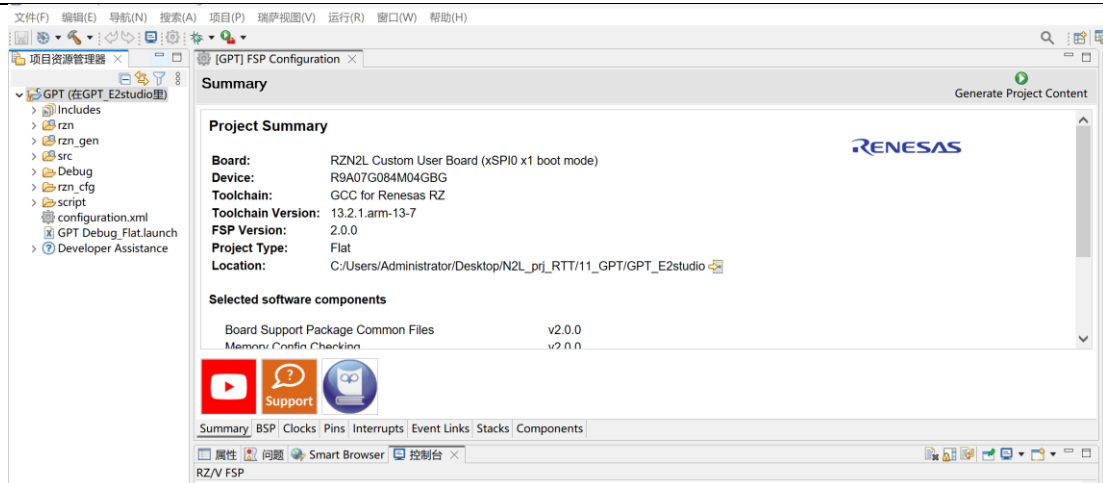 文件(F) 编辑(E) 导航(N) 搜索(A) 项目(P) 瑞萨视图(V) 运行(R) 窗口(W) 帮助(H)
项目资源管理器
[GPT] FSP Configuration
GPT (在GPT_E2studio里)
Includes
rzn
rzn_gen
src
Debug
rzn_cfg
script
configuration.xml
GPT Debug_Flat.launch
Developer Assistance
Summary
Generate Project Content
Project Summary
RENESAS
Board: RZN2L Custom User Board (xSPI0 x1 boot mode)
Device: R9A07G084M04GBG
Toolchain: GCC for Renesas RZ
Toolchain Version: 13.2.1.arm-13-7
FSP Version: 2.0.0
Project Type: Flat
Location: C:/Users/Administrator/Desktop/N2L_prj_RTT/11_GPT/GPT_E2studio
Selected software components
Board Support Package Common Files v2.0.0
Memory Config Checking v2.0.0
Support
Summary BSP Clocks Pins Interrupts Event Links Stacks Components
属性 问题 Smart Browser 控制台
RZ/V FSP